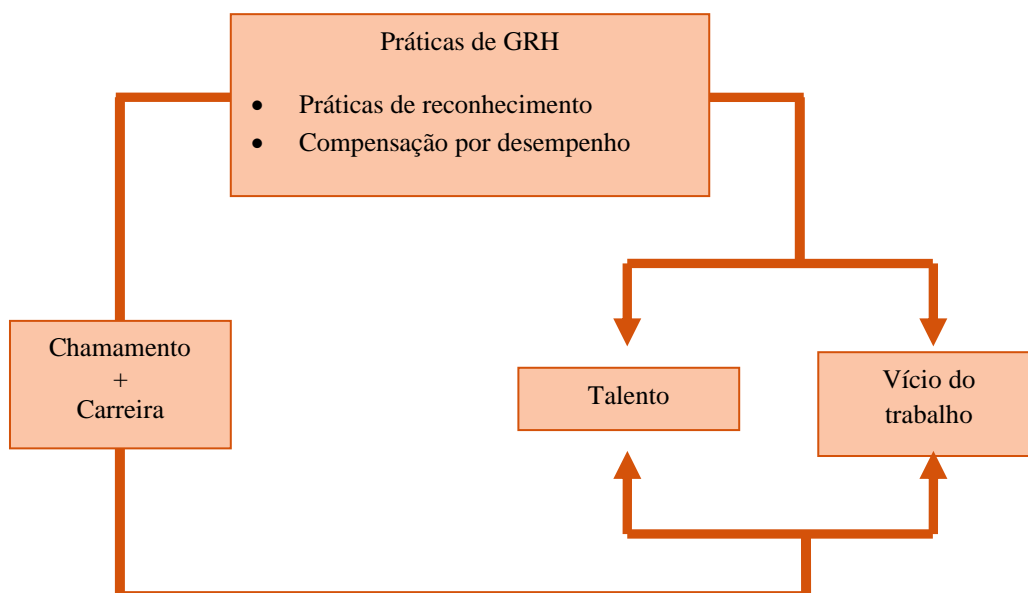 Práticas de GRH
• Práticas de reconhecimento
• Compensação por desempenho
Chamamento
+
Carreira
Talento
Vício do
trabalho